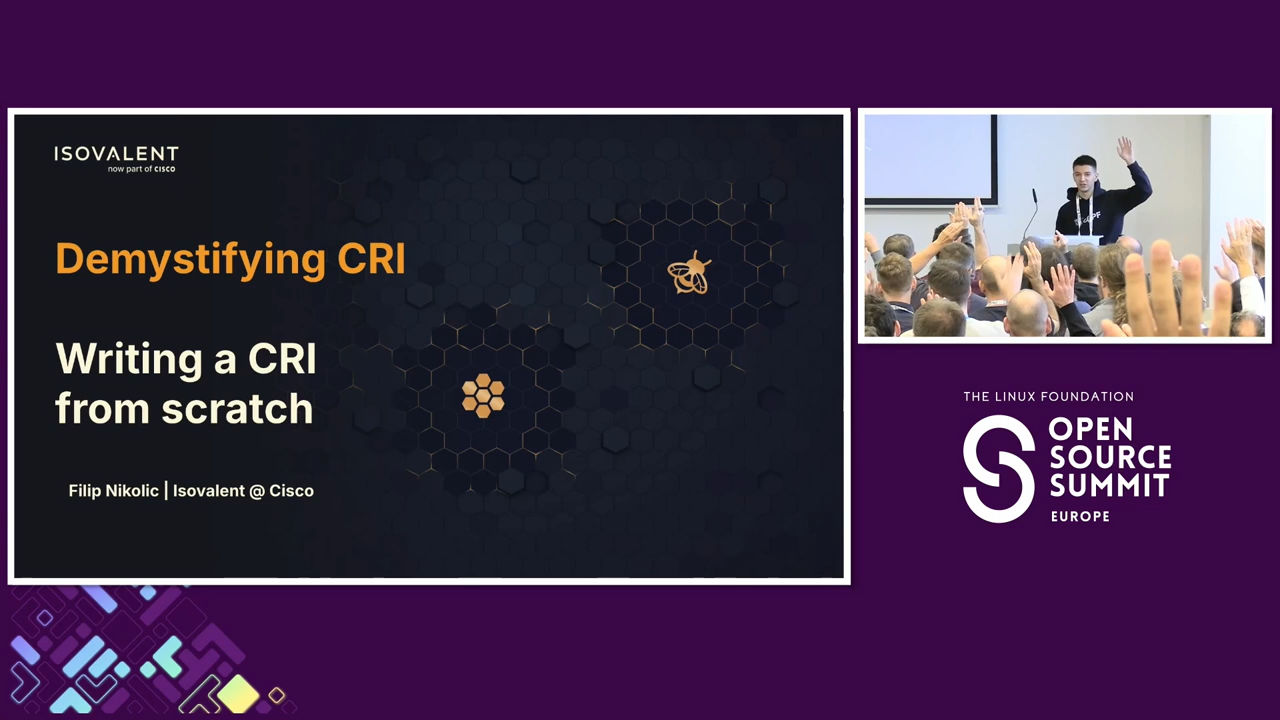 ISOVALENT
now part of CISCO
Demystifying CRI
Writing a CRI
from scratch
Filip Nikolic | Isovalent @ Cisco
THE LINUX FOUNDATION
OPEN
SOURCE
SUMMIT
EUROPE